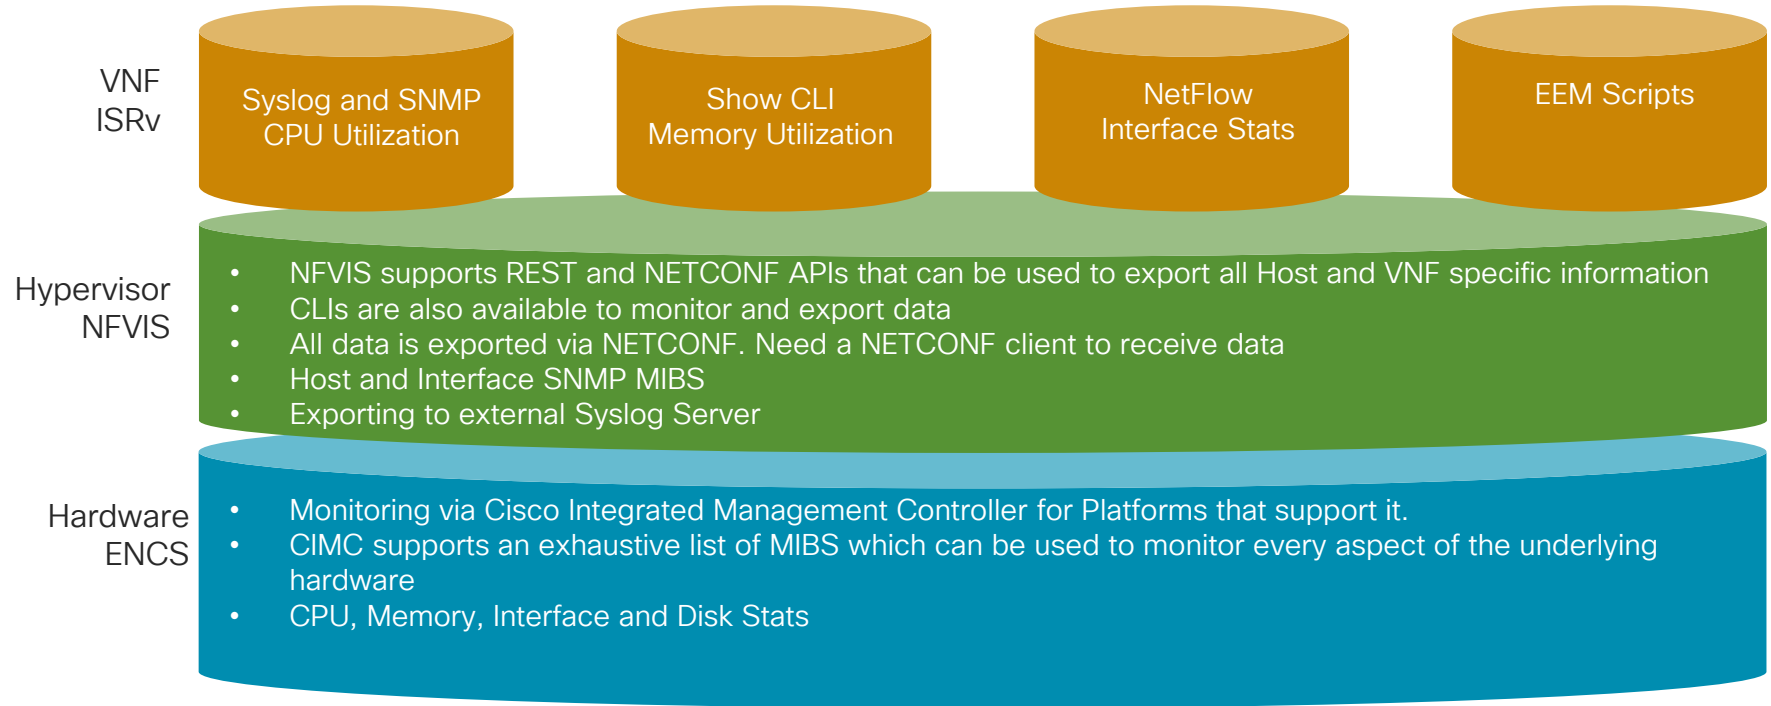 VNF
ISRv
Syslog and SNMP
CPU Utilization
Show CLI
Memory Utilization
NetFlow
Interface Stats
EEM Scripts
Hypervisor
NFVIS
• NFVIS supports REST and NETCONF APIs that can be used to export all Host and VNF specific information
• CLIs are also available to monitor and export data
• All data is exported via NETCONF. Need a NETCONF client to receive data
• Host and Interface SNMP MIBS
• Exporting to external Syslog Server
Hardware
ENCS
• Monitoring via Cisco Integrated Management Controller for Platforms that support it.
• CIMC supports an exhaustive list of MIBS which can be used to monitor every aspect of the underlying
hardware
• CPU, Memory, Interface and Disk Stats